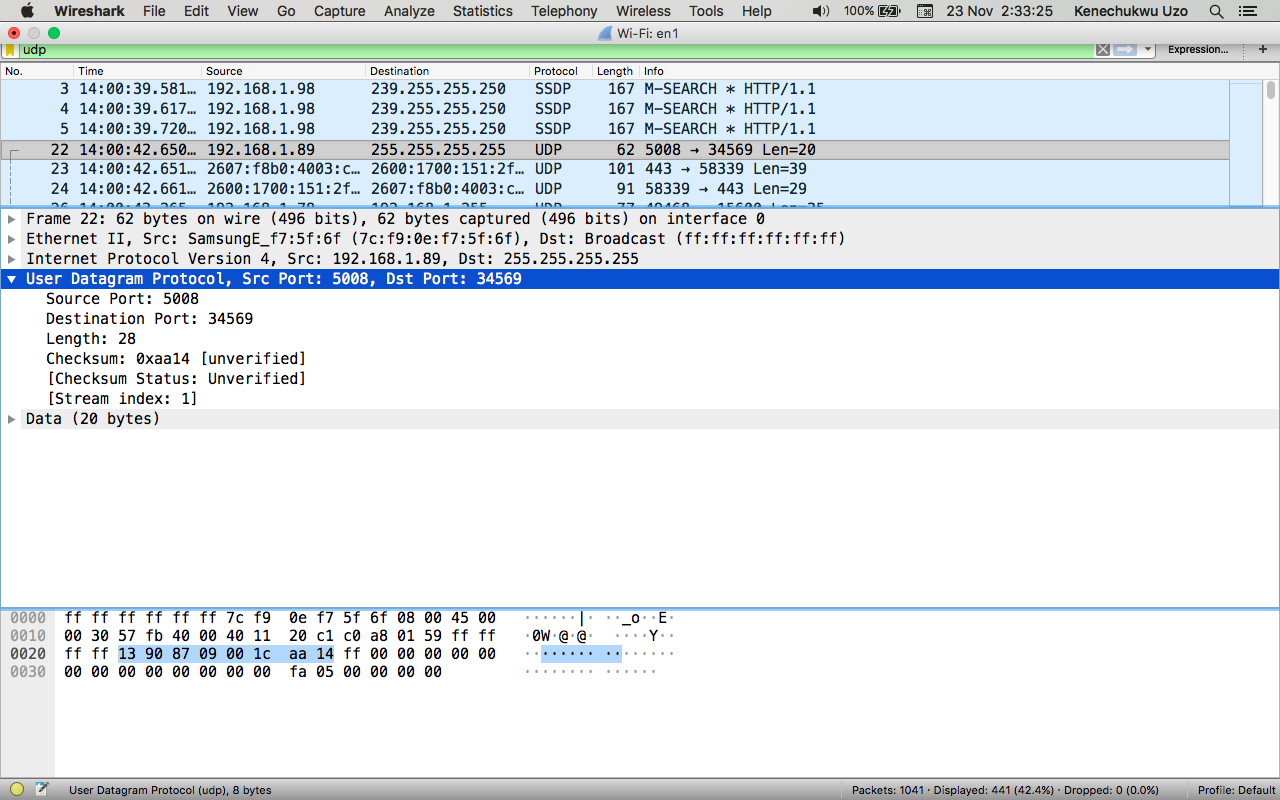 Wireshark File Edit View Go Capture Analyze Statistics Telephony Wireless Tools Help 100% 23 Nov 2:33:25 Kenechukwu Uzo
Wi-Fi: en1
udp Expression… +
No. Time Source Destination Protocol Length Info
3 14:00:39.581… 192.168.1.98 239.255.255.250 SSDP 167 M-SEARCH * HTTP/1.1
4 14:00:39.617… 192.168.1.98 239.255.255.250 SSDP 167 M-SEARCH * HTTP/1.1
5 14:00:39.720… 192.168.1.98 239.255.255.250 SSDP 167 M-SEARCH * HTTP/1.1
22 14:00:42.650… 192.168.1.89 255.255.255.255 UDP 62 5008 → 34569 Len=20
23 14:00:42.651… 2607:f8b0:4003:c… 2600:1700:151:2f… UDP 101 443 → 58339 Len=39
24 14:00:42.661… 2600:1700:151:2f… 2607:f8b0:4003:c… UDP 91 58339 → 443 Len=29
Frame 22: 62 bytes on wire (496 bits), 62 bytes captured (496 bits) on interface 0
Ethernet II, Src: SamsungE_f7:5f:6f (7c:f9:0e:f7:5f:6f), Dst: Broadcast (ff:ff:ff:ff:ff:ff)
Internet Protocol Version 4, Src: 192.168.1.89, Dst: 255.255.255.255
User Datagram Protocol, Src Port: 5008, Dst Port: 34569
Source Port: 5008
Destination Port: 34569
Length: 28
Checksum: 0xaa14 [unverified]
[Checksum Status: Unverified]
[Stream index: 1]
Data (20 bytes)
0000 ff ff ff ff ff ff 7c f9 0e f7 5f 6f 08 00 45 00 ······|· ··_o··E·
0010 00 30 57 fb 40 00 40 11 20 c1 c0 a8 01 59 ff ff ·0W·@·@· ····Y··
0020 ff ff 13 90 87 09 00 1c aa 14 ff 00 00 00 00 00 ········ ········
0030 00 00 00 00 00 00 00 00 fa 05 00 00 00 00 ········ ······
User Datagram Protocol (udp), 8 bytes Packets: 1041 · Displayed: 441 (42.4%) · Dropped: 0 (0.0%) Profile: Default